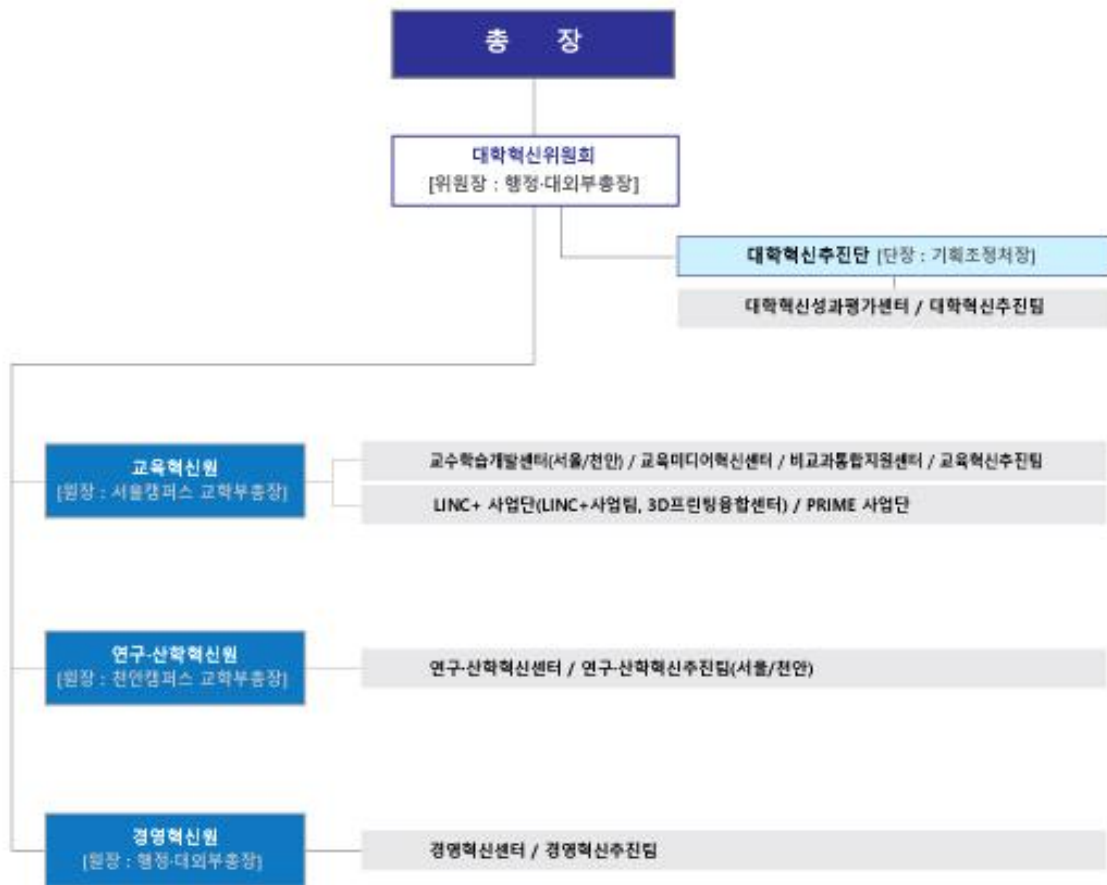 총 장
대학혁신위원회
[위원장 : 행정·대외부총장]
대학혁신추진단 [단장 : 기획조정처장]
대학혁신성과평가센터 / 대학혁신추진팀
교육혁신원
[원장 : 서울캠퍼스 교학부총장]
교수학습개발센터(서울/천안) / 교육미디어혁신센터 / 비교과통합지원센터 / 교육혁신추진팀
LINC+ 사업단(LINC+사업팀, 3D프린팅융합센터) / PRIME 사업단
연구·산학혁신원
[원장 : 천안캠퍼스 교학부총장]
연구·산학혁신센터 / 연구·산학혁신추진팀(서울/천안)
경영혁신원
[원장 : 행정·대외부총장]
경영혁신센터 / 경영혁신추진팀